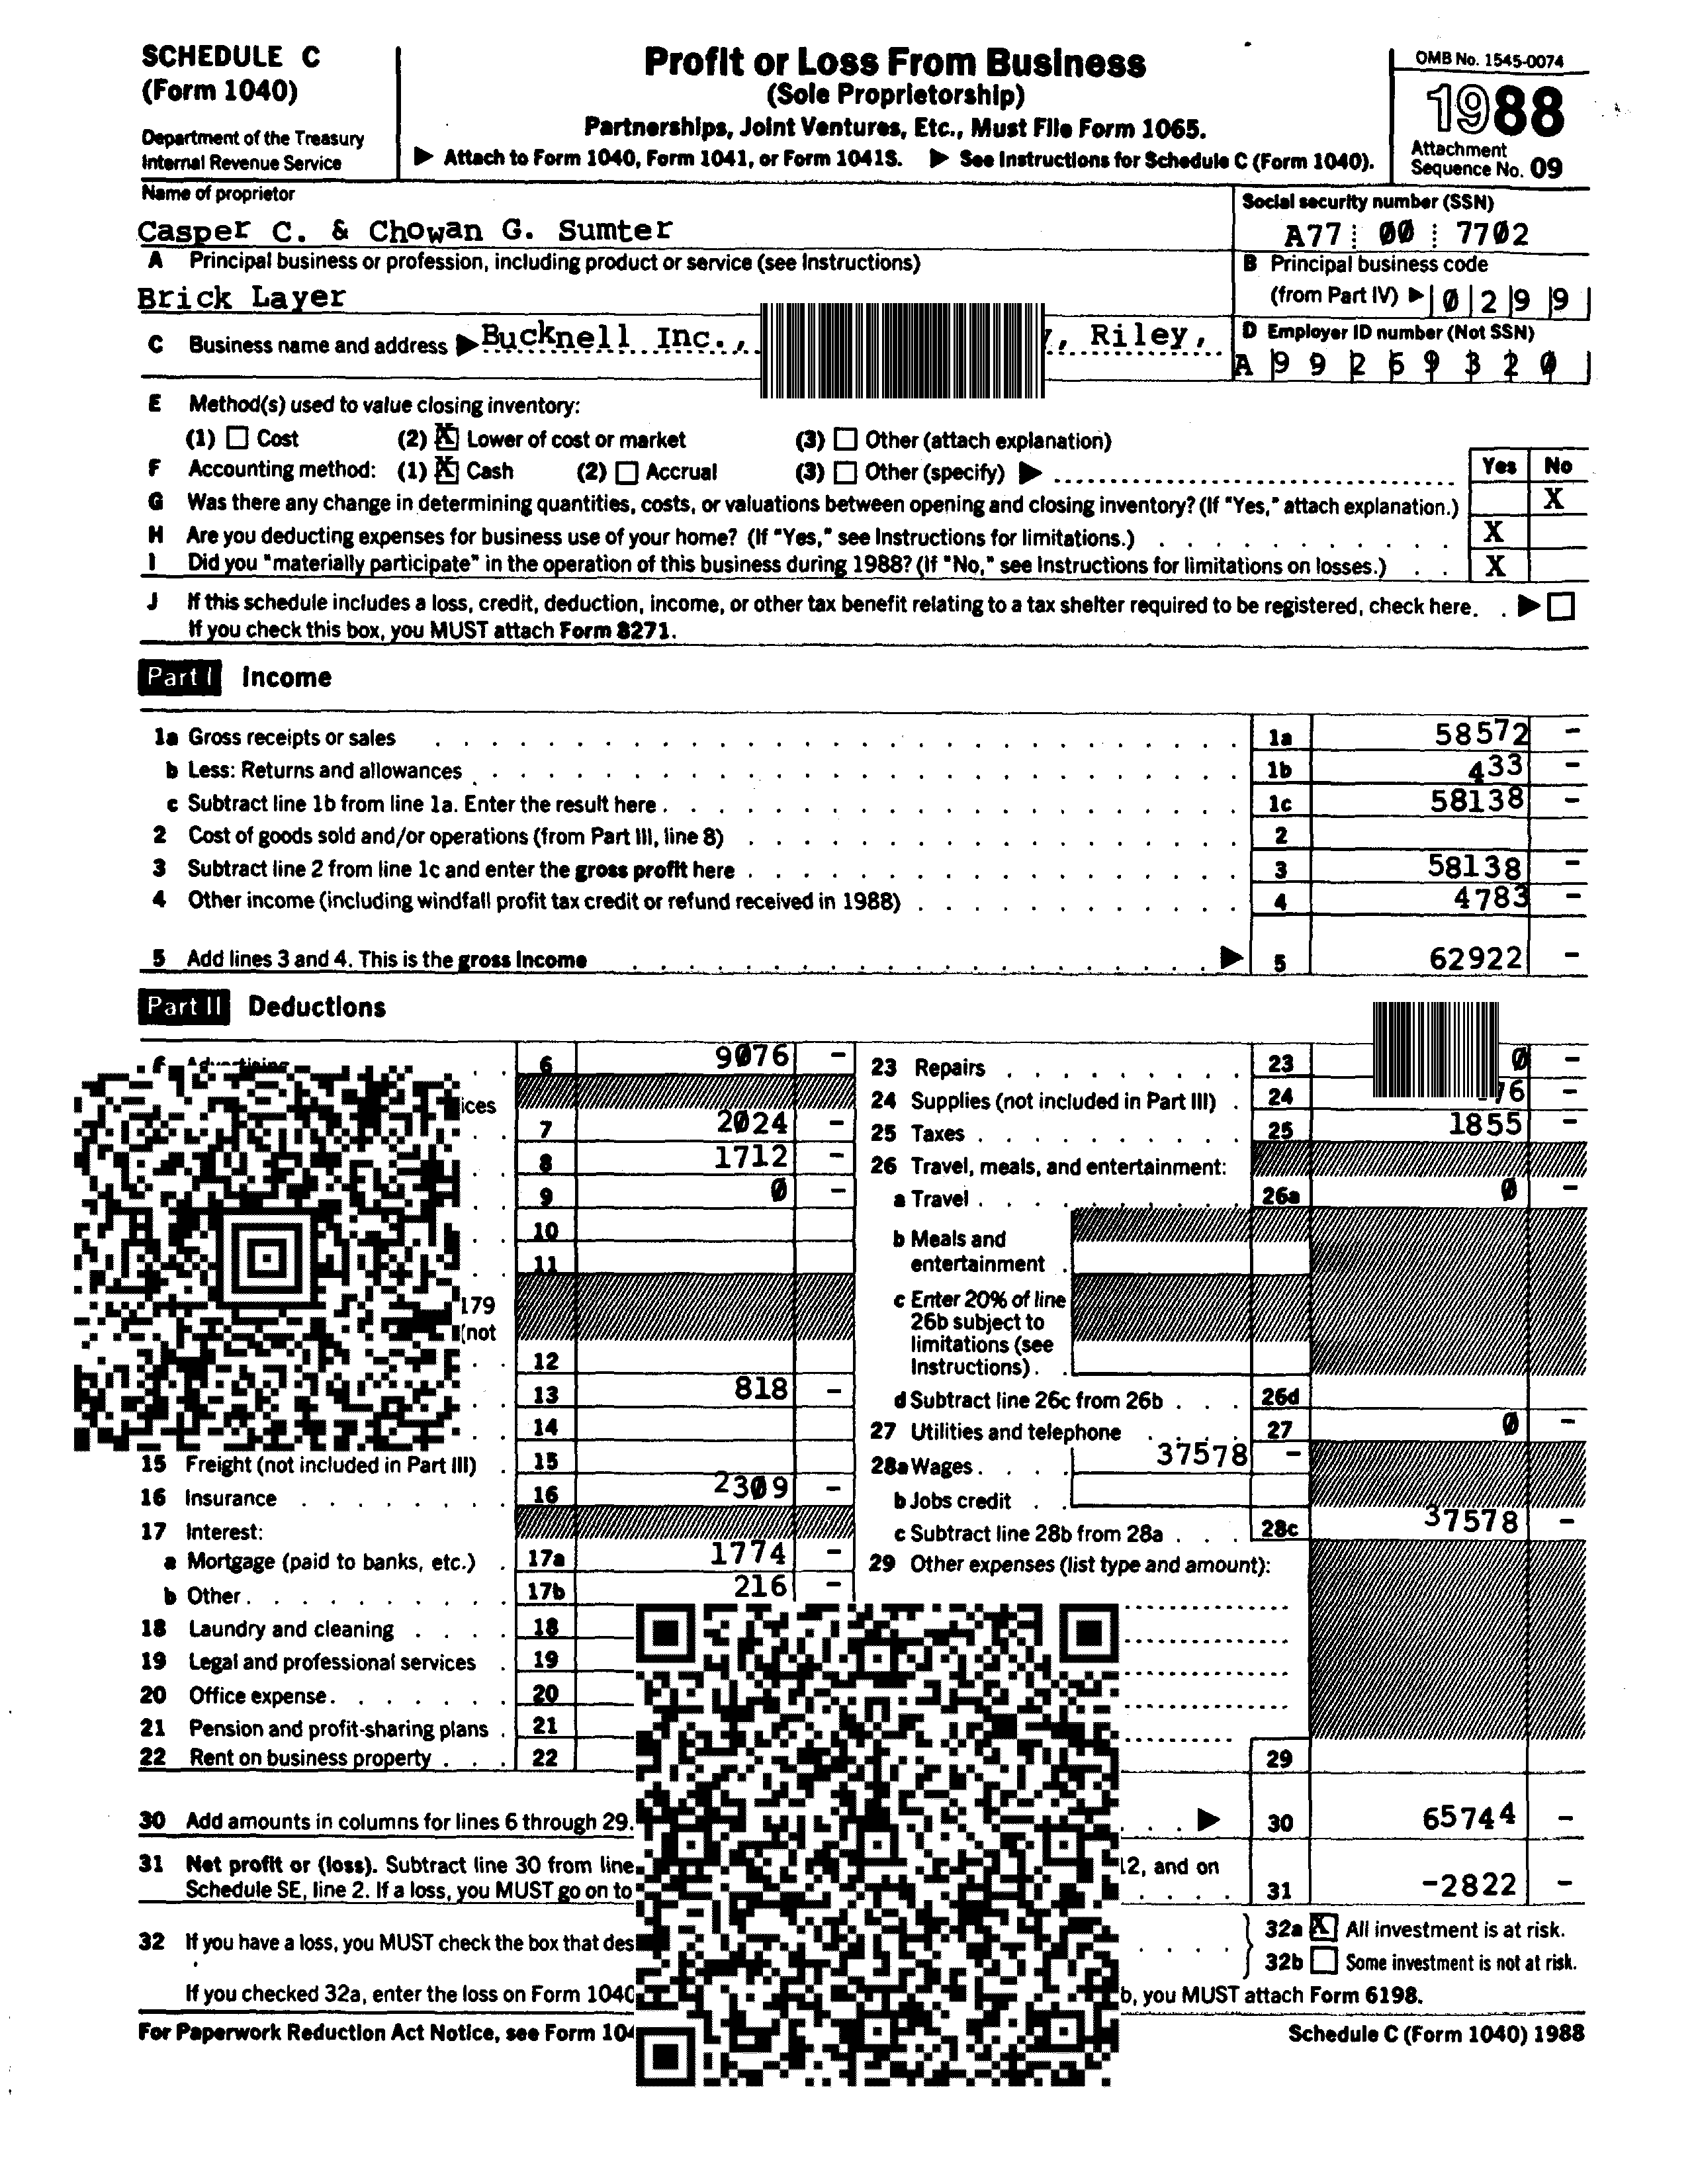 SCHEDULE C
(Form 1040)
Department of the Treasury
Internal Revenue Service
Profit or Loss From Business
(Sole Proprietorship)
Partnerships, Joint Ventures, Etc., Must File Form 1065.
▶ Attach to Form 1040, Form 1041, or Form 1041S. ▶ See Instructions for Schedule C (Form 1040).
OMB No. 1545-0074
1988
Attachment
Sequence No. 09
Name of proprietor
Casper C. & Chowan G. Sumter
Social security number (SSN)
A77 00 7702
A Principal business or profession, including product or service (see Instructions)
Brick Layer
B Principal business code
(from Part IV) ▶ 0 2 9 9
C Business name and address ▶ Bucknell Inc., Riley,
D Employer ID number (Not SSN)
A 9 9 2 6 9 3 2 0
E Method(s) used to value closing inventory:
(1) Cost (2) X Lower of cost or market (3) Other (attach explanation)
F Accounting method: (1) X Cash (2) Accrual (3) Other (specify) ▶
Yes No
G Was there any change in determining quantities, costs, or valuations between opening and closing inventory? (If "Yes," attach explanation.) X
H Are you deducting expenses for business use of your home? (If "Yes," see Instructions for limitations.) X
I Did you "materially participate" in the operation of this business during 1988? (If "No," see Instructions for limitations on losses.) X
J If this schedule includes a loss, credit, deduction, income, or other tax benefit relating to a tax shelter required to be registered, check here. ▶
If you check this box, you MUST attach Form 8271.
Part I Income
1a Gross receipts or sales 1a 58572 –
b Less: Returns and allowances 1b 433 –
c Subtract line 1b from line 1a. Enter the result here 1c 58138 –
2 Cost of goods sold and/or operations (from Part III, line 8) 2
3 Subtract line 2 from line 1c and enter the gross profit here 3 58138 –
4 Other income (including windfall profit tax credit or refund received in 1988) 4 4783 –
5 Add lines 3 and 4. This is the gross income ▶ 5 62922 –
Part II Deductions
6 9076 –
7 2024 –
8 1712 –
9 0 –
10
11
179
(not
12
13 818 –
14
15 Freight (not included in Part III) 15
16 Insurance 16 2309 –
17 Interest:
a Mortgage (paid to banks, etc.) 17a 1774 –
b Other 17b 216 –
18 Laundry and cleaning 18
19 Legal and professional services 19
20 Office expense 20
21 Pension and profit-sharing plans 21
22 Rent on business property 22
23 Repairs 23 0 –
24 Supplies (not included in Part III) 24 –
25 Taxes 25 1855 –
26 Travel, meals, and entertainment:
a Travel 26a 0 –
b Meals and
entertainment
c Enter 20% of line
26b subject to
limitations (see
Instructions)
d Subtract line 26c from 26b 26d
27 Utilities and telephone 27 0 –
28a Wages 37578 –
b Jobs credit
c Subtract line 28b from 28a 28c 37578 –
29 Other expenses (list type and amount):
29
30 Add amounts in columns for lines 6 through 29. ▶ 30 65744 –
31 Net profit or (loss). Subtract line 30 from line 12, and on
Schedule SE, line 2. If a loss, you MUST go on to 31 -2822 –
32 If you have a loss, you MUST check the box that
32a X All investment is at risk.
32b Some investment is not at risk.
If you checked 32a, enter the loss on Form 1040 b, you MUST attach Form 6198.
For Paperwork Reduction Act Notice, see Form
Schedule C (Form 1040) 1988